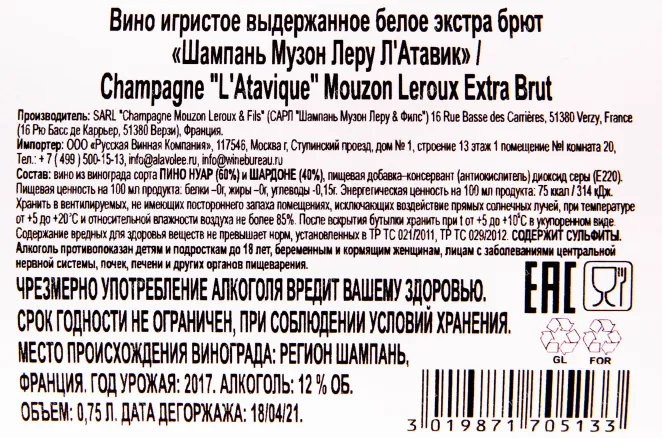 Вино игристое выдержанное белое экстра брют
«Шампань Музон Леру Л'Атавик» /
Champagne "L'Atavique" Mouzon Leroux Extra Brut
Производитель: SARL "Champagne Mouzon Leroux & Fils" (САРЛ "Шампань Музон Леру & Филс") 16 Rue Basse des Carrières, 51380 Verzy, France
(16 Рю Басс де Каррьер, 51380 Верзи), Франция.
Импортер: ООО «Русская Винная Компания», 117546, Москва г, Ступинский проезд, дом № 1, строение 13 этаж 1 помещение №I комната 20,
Тел.: + 7 ( 499 ) 500-15-13, info@alavolee.ru, info@winebureau.ru
Состав: вино из винограда сорта ПИНО НУАР (60%) и ШАРДОНЕ (40%), пищевая добавка–консервант (антиокислитель) диоксид серы (Е220).
Пищевая ценность на 100 мл продукта: белки –0г, жиры –0г, углеводы -0,15г. Энергетическая ценность на 100 мл продукта: 75 ккал / 314 кДж.
Хранить в вентилируемых, не имеющих постороннего запаха помещениях, исключающих воздействие прямых солнечных лучей, при температуре
от +5 до +20°С и относительной влажности воздуха не более 85%. После вскрытия бутылки хранить при t от +5 до +10°С в укупоренном виде.
Содержание вредных для здоровья веществ не превышает норм, установленных в ТР ТС 021/2011, ТР ТС 029/2012. СОДЕРЖИТ СУЛЬФИТЫ.
Алкоголь противопоказан детям и подросткам до 18 лет, беременным и кормящим женщинам, лицам с заболеваниями центральной
нервной системы, почек, печени и других органов пищеварения.
ЧРЕЗМЕРНО УПОТРЕБЛЕНИЕ АЛКОГОЛЯ ВРЕДИТ ВАШЕМУ ЗДОРОВЬЮ.
СРОК ГОДНОСТИ НЕ ОГРАНИЧЕН, ПРИ СОБЛЮДЕНИИ УСЛОВИЙ ХРАНЕНИЯ.
МЕСТО ПРОИСХОЖДЕНИЯ ВИНОГРАДА: РЕГИОН ШАМПАНЬ,
ФРАНЦИЯ. ГОД УРОЖАЯ: 2017. АЛКОГОЛЬ: 12 % ОБ.
ОБЪЕМ: 0,75 Л. ДАТА ДЕГОРЖАЖА: 18/04/21.
EAC
GL FOR
3 019871 705133